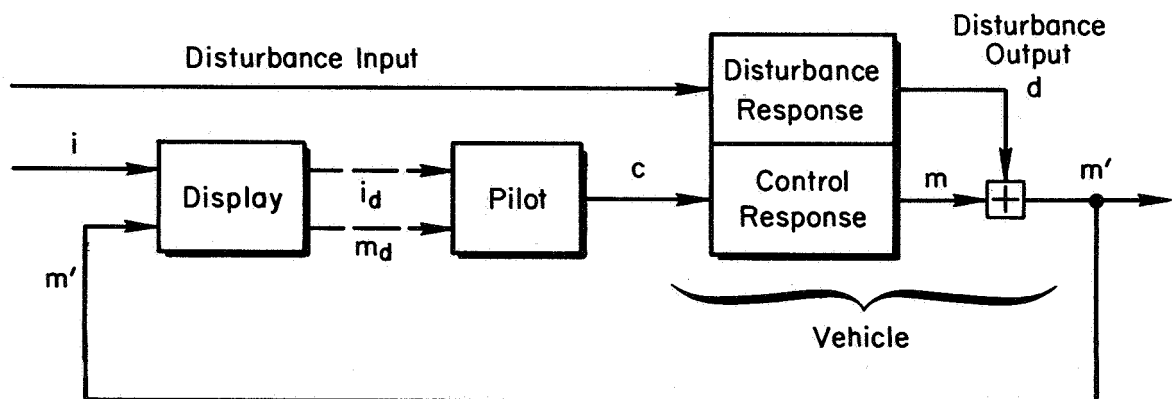 Disturbance Input
Disturbance
Response
Disturbance
Output
d
i
Display
i_d
m_d
Pilot
c
Control
Response
m
m′
m′
Vehicle